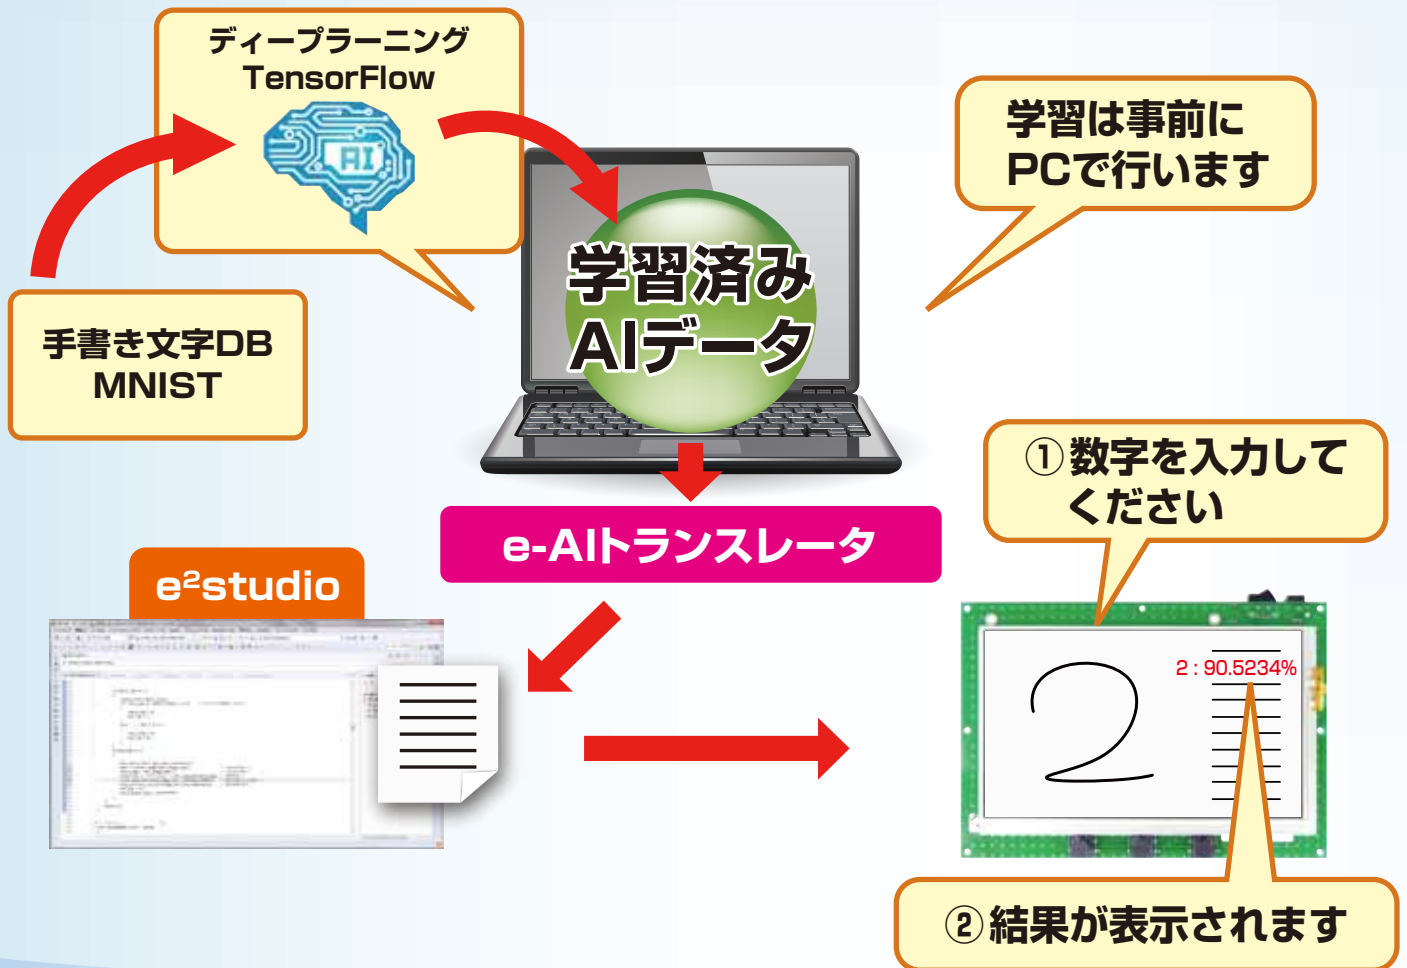 ディープラーニング
TensorFlow
AI
学習は事前に
PCで行います
学習済み
AIデータ
手書き文字DB
MNIST
①数字を入力して
ください
e-AIトランスレータ
e²studio
2 : 90.5234%
2
②結果が表示されます